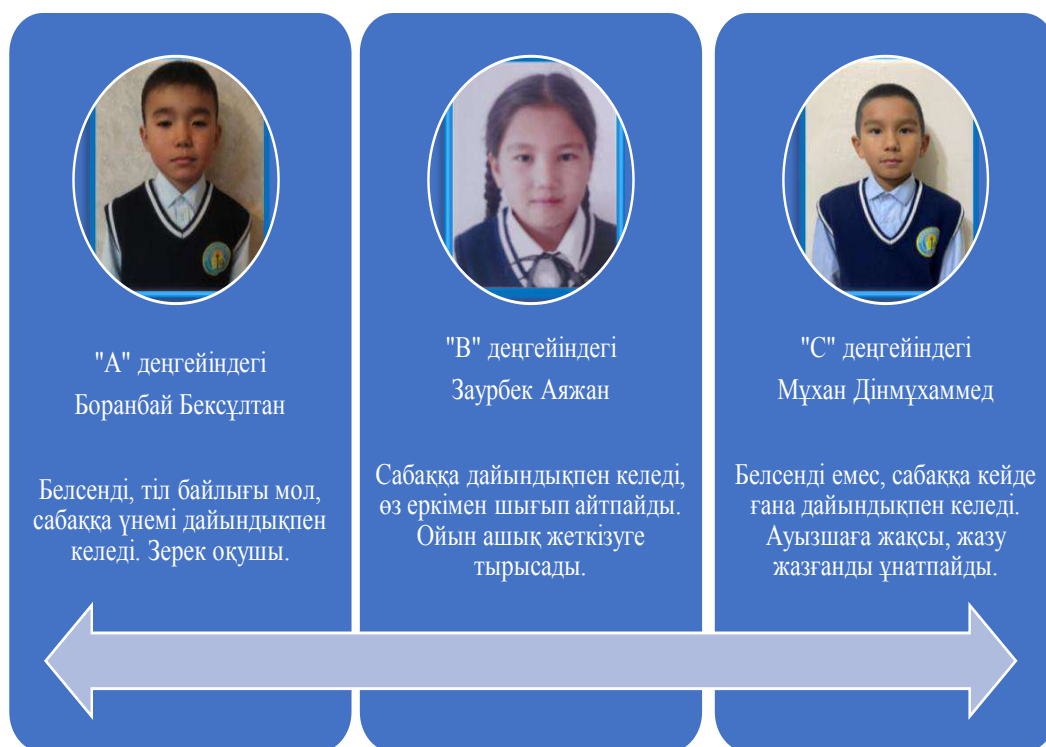 "А" деңгейіндегі
Боранбай Бексұлтан
Белсенді, тіл байлығы мол,
сабаққа үнемі дайындықпен
келеді. Зерек оқушы.
"В" деңгейіндегі
Заурбек Аяжан
Сабаққа дайындықпен келеді,
өз еркімен шығып айтпайды.
Ойын ашық жеткізуге
тырысады.
"С" деңгейіндегі
Мұхан Дінмұхаммед
Белсенді емес, сабаққа кейде
ғана дайындықпен келеді.
Ауызшаға жақсы, жазу
жазғанды ұнатпайды.